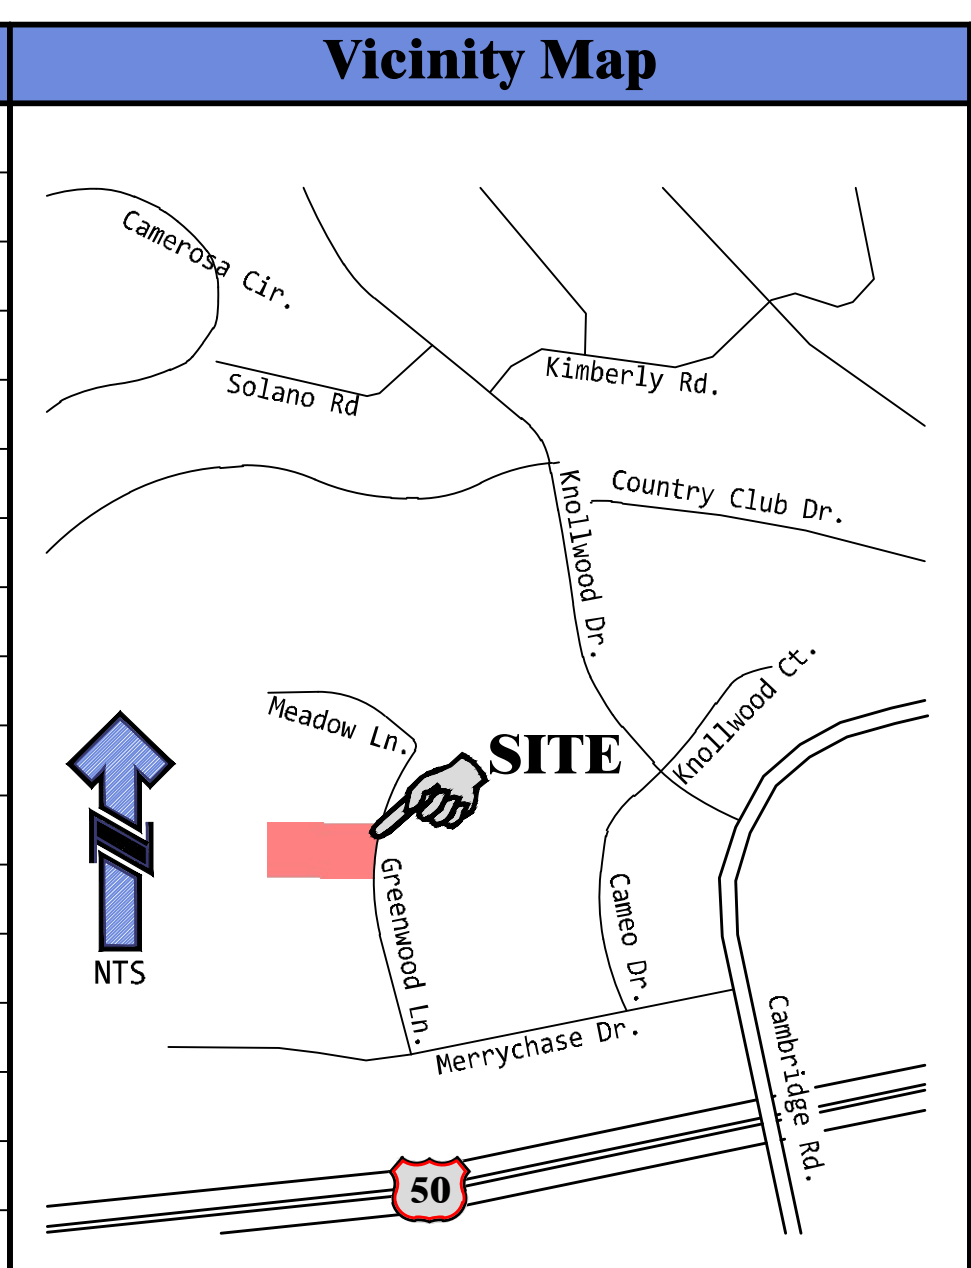 Vicinity Map
Camerosa Cir.
Solano Rd
Kimberly Rd.
Country Club Dr.
Knollwood Dr.
Knollwood Ct.
Meadow Ln.
SITE
Greenwood Ln.
Cameo Dr.
NTS
Merrychase Dr.
Cambridge Rd.
50